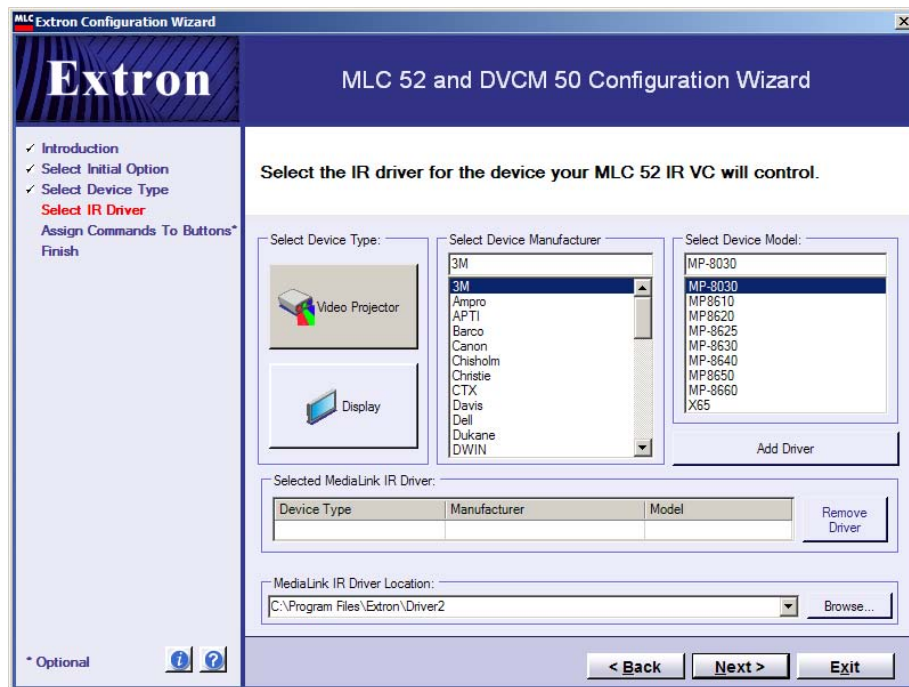 MLC Extron Configuration Wizard
Extron
MLC 52 and DVCM 50 Configuration Wizard
✓ Introduction
✓ Select Initial Option
✓ Select Device Type
Select IR Driver
Assign Commands To Buttons*
Finish
* Optional
Select the IR driver for the device your MLC 52 IR VC will control.
Select Device Type:
Video Projector
Display
Select Device Manufacturer
3M
3M
Ampro
APTI
Barco
Canon
Chisholm
Christie
CTX
Davis
Dell
Dukane
DWIN
Select Device Model:
MP-8030
MP-8030
MP8610
MP8620
MP-8625
MP-8630
MP-8640
MP8650
MP-8660
X65
Add Driver
Selected MediaLink IR Driver:
Device Type Manufacturer Model
Remove
Driver
MediaLink IR Driver Location:
C:\Program Files\Extron\Driver2
Browse...
< Back Next > Exit